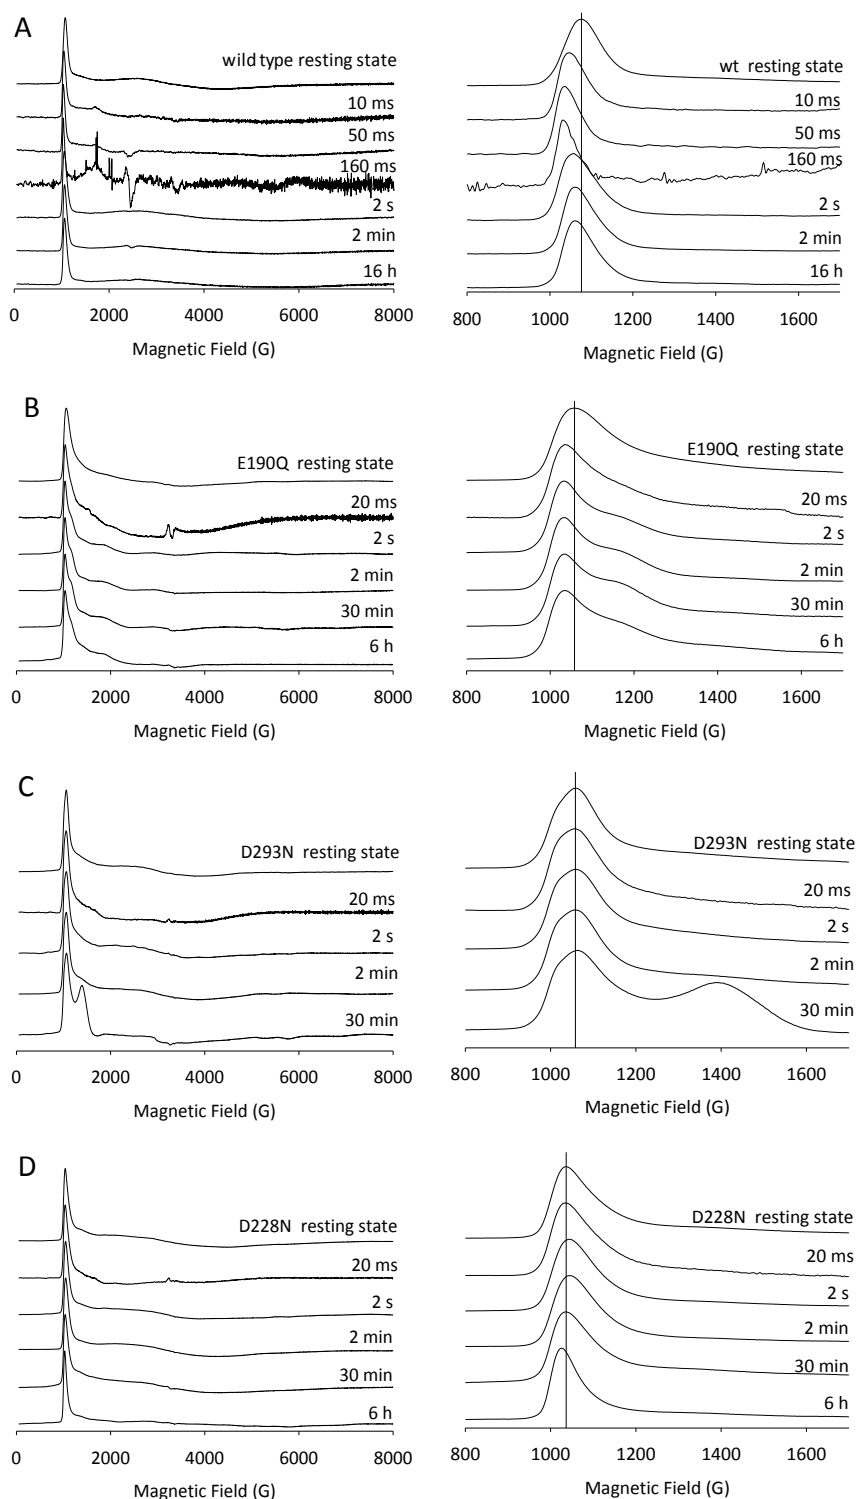 A
wild type resting state
10 ms
50 ms
160 ms
2 s
2 min
16 h
0 2000 4000 6000 8000
Magnetic Field (G)
wt resting state
10 ms
50 ms
160 ms
2 s
2 min
16 h
800 1000 1200 1400 1600
Magnetic Field (G)
B
E190Q resting state
20 ms
2 s
2 min
30 min
6 h
0 2000 4000 6000 8000
Magnetic Field (G)
E190Q resting state
20 ms
2 s
2 min
30 min
6 h
800 1000 1200 1400 1600
Magnetic Field (G)
C
D293N resting state
20 ms
2 s
2 min
30 min
0 2000 4000 6000 8000
Magnetic Field (G)
D293N resting state
20 ms
2 s
2 min
30 min
800 1000 1200 1400 1600
Magnetic Field (G)
D
D228N resting state
20 ms
2 s
2 min
30 min
6 h
0 2000 4000 6000 8000
Magnetic Field (G)
D228N resting state
20 ms
2 s
2 min
30 min
6 h
800 1000 1200 1400 1600
Magnetic Field (G)